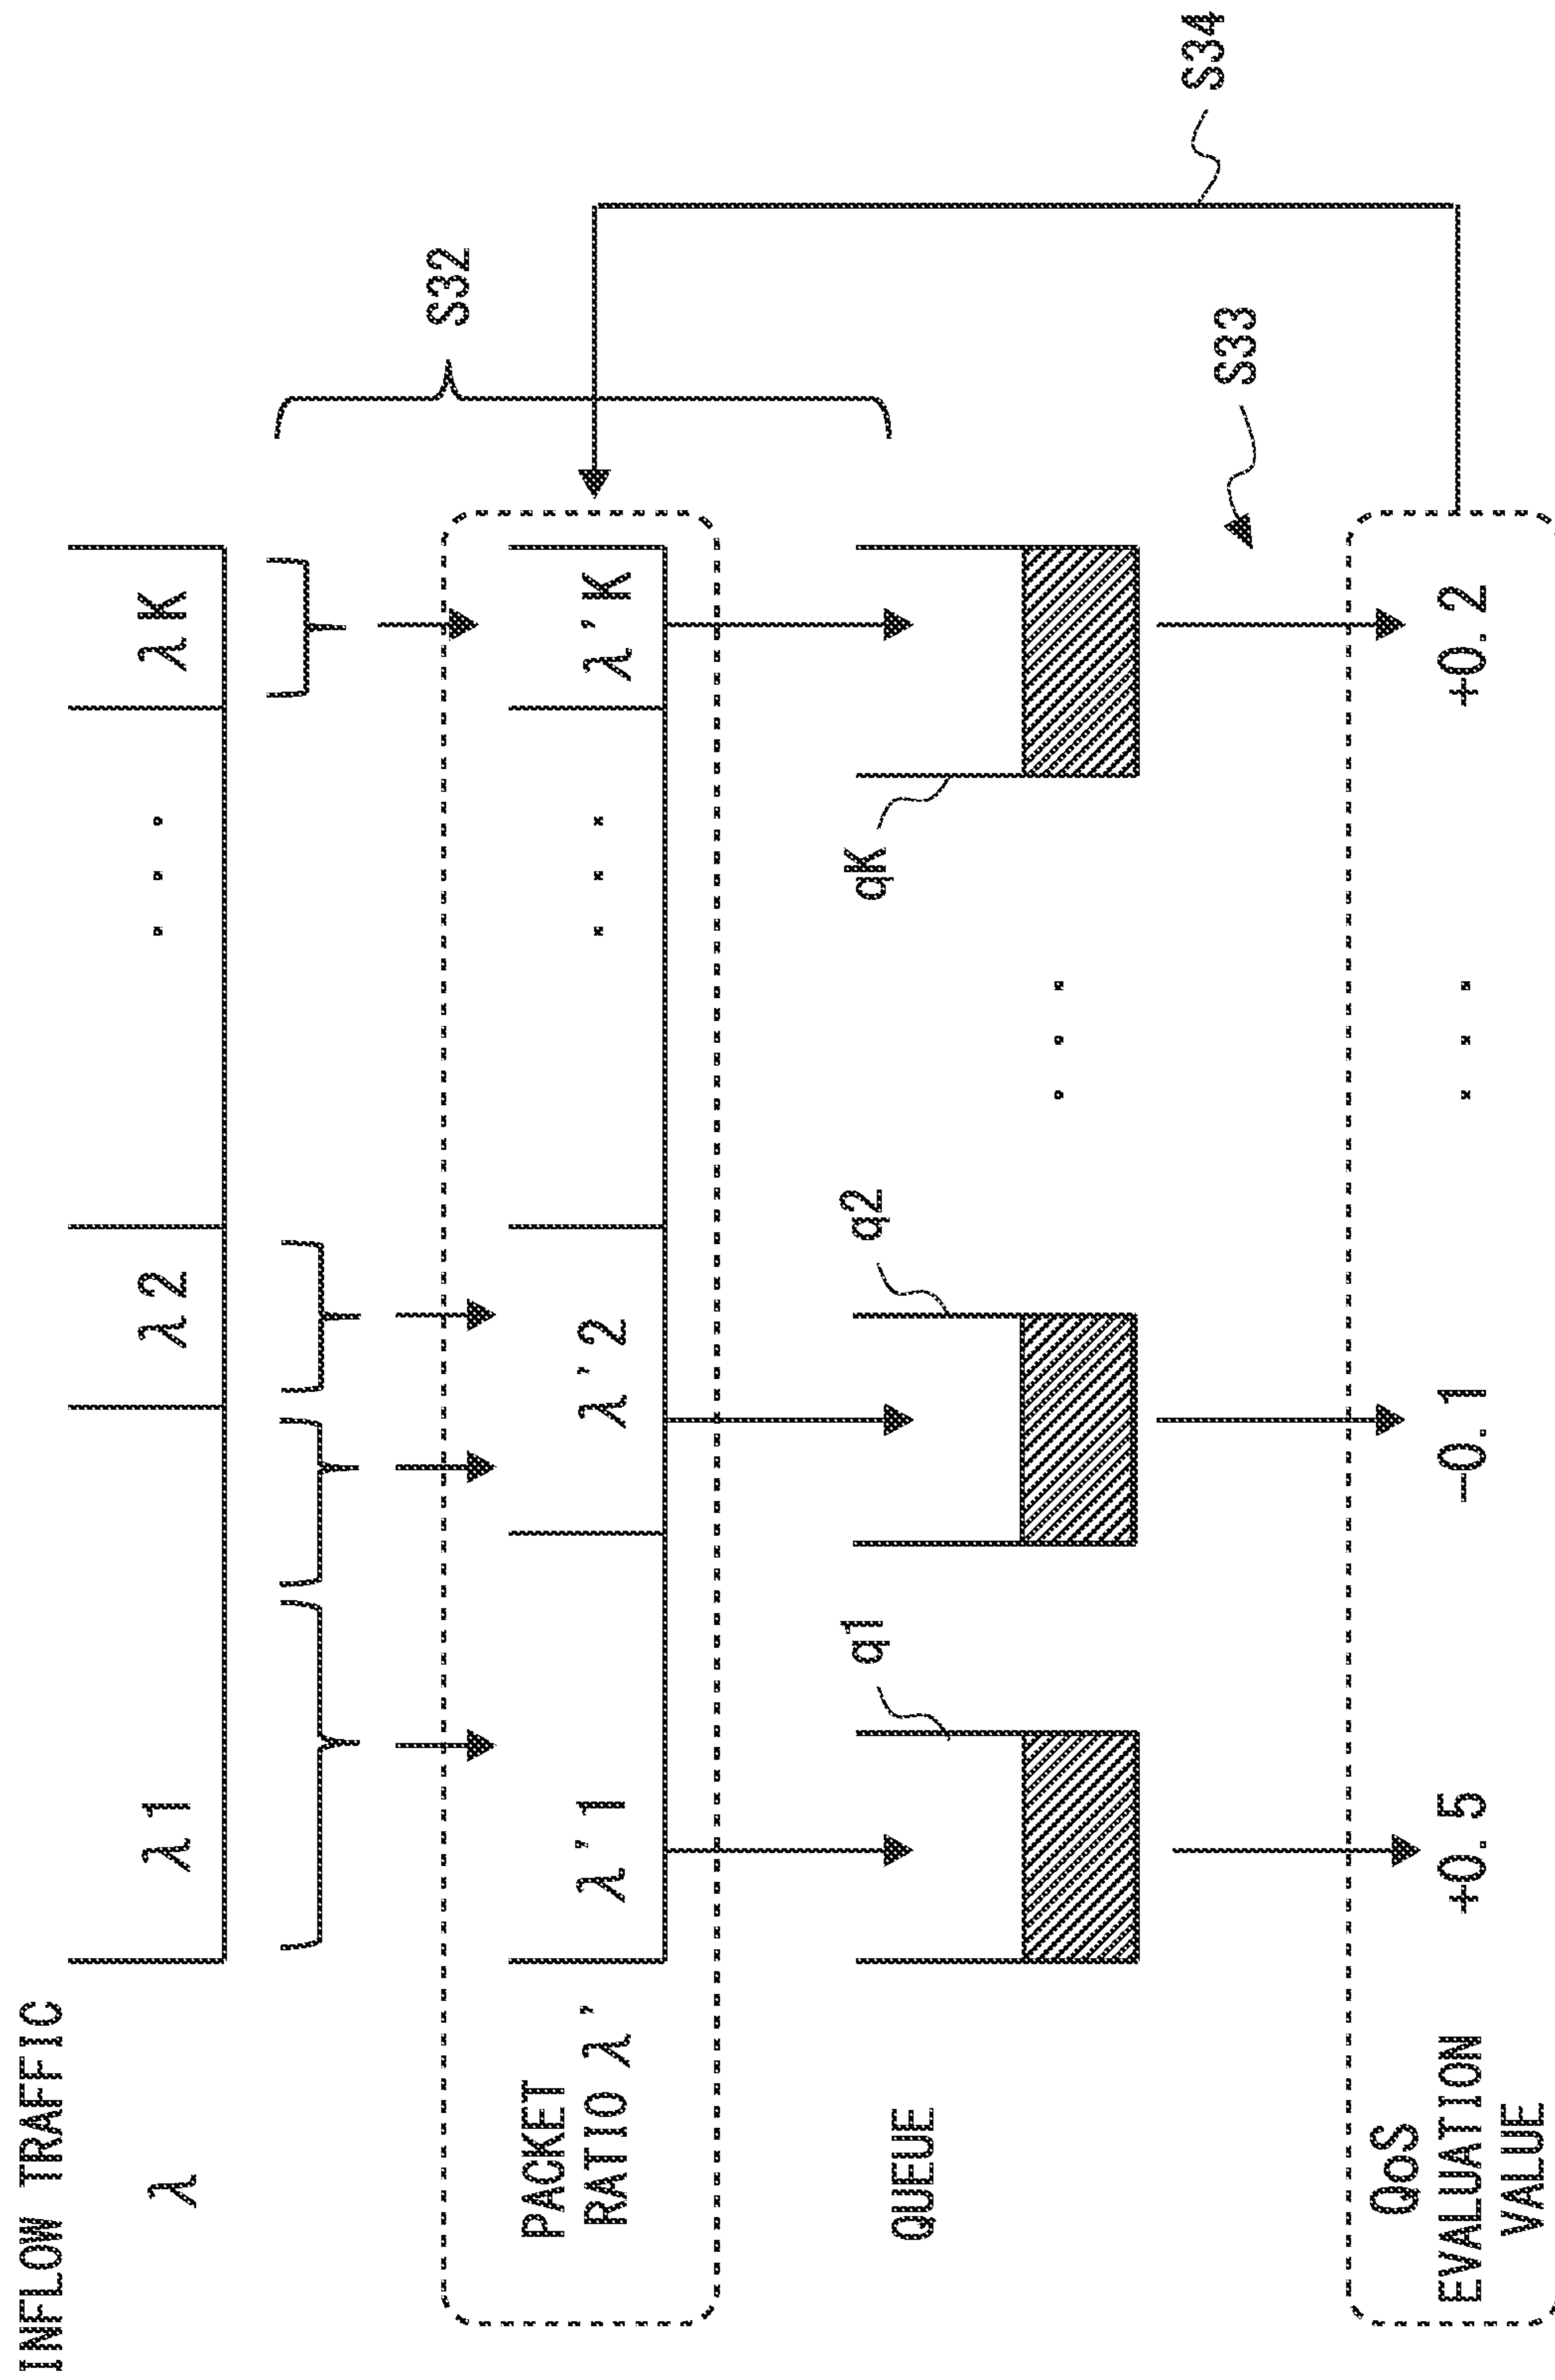 INFLOW TRAFFIC
λ
λ1
λ2
. . .
λK
S32
PACKET
RATIO λ'
λ'1
λ'2
. . .
λ'K
S34
QUEUE
q1
q2
. . .
qK
S33
QoS
EVALUATION
VALUE
+0.5
−0.1
. . .
+0.2